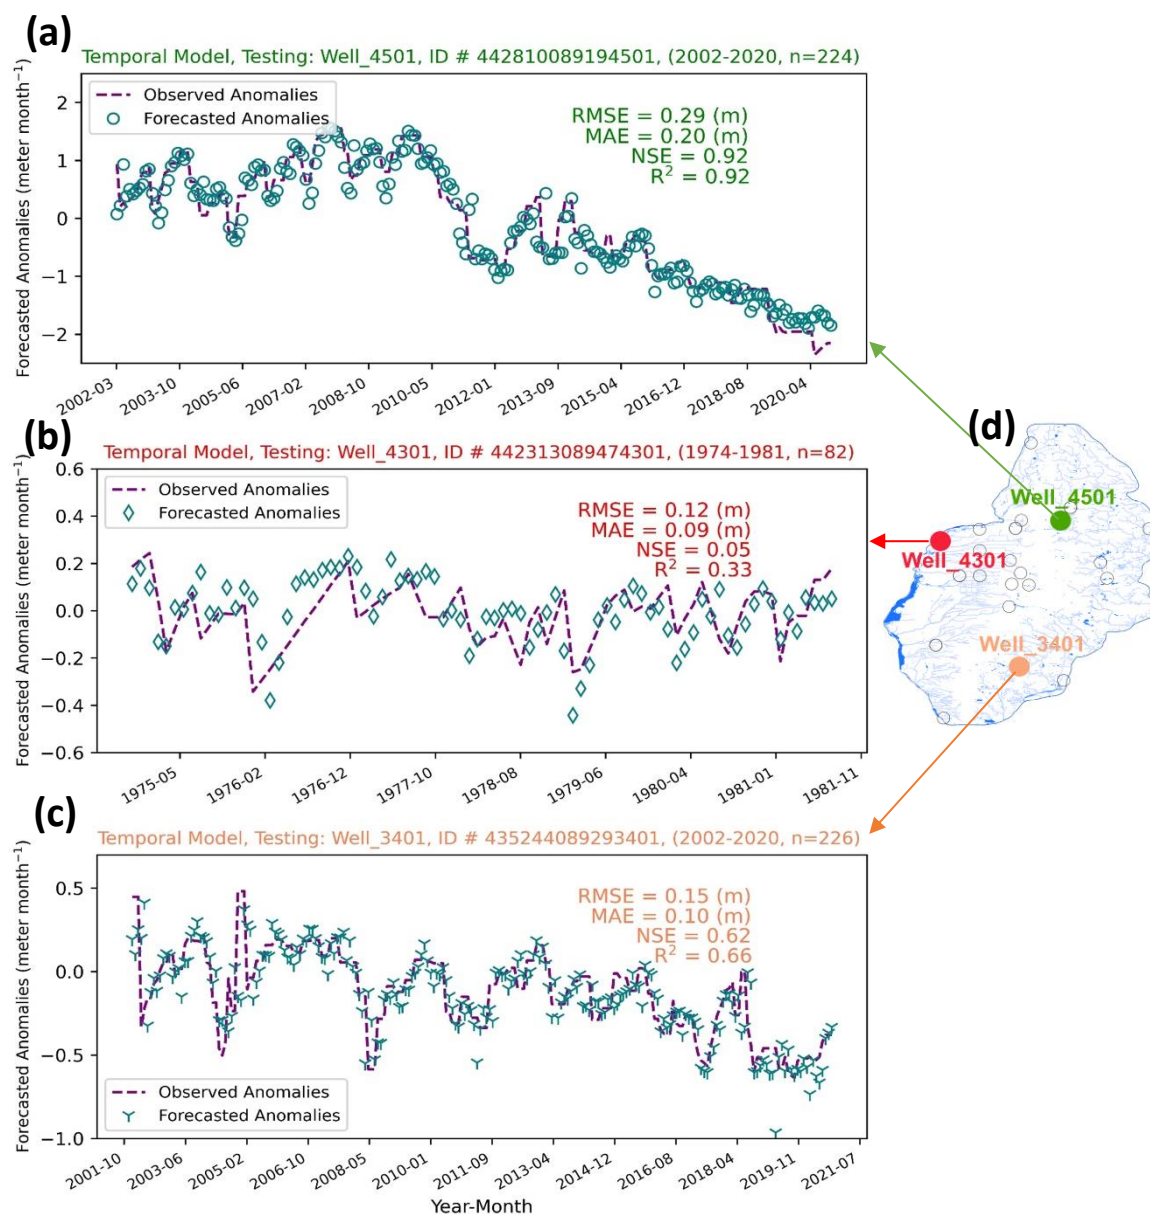 (a)
Temporal Model, Testing: Well_4501, ID # 442810089194501, (2002-2020, n=224)
Forecasted Anomalies (meter month⁻¹)
2
1
0
−1
−2
Observed Anomalies
Forecasted Anomalies
RMSE = 0.29 (m)
MAE = 0.20 (m)
NSE = 0.92
R² = 0.92
2002-03
2003-10
2005-06
2007-02
2008-10
2010-05
2012-01
2013-09
2015-04
2016-12
2018-08
2020-04
(b)
Temporal Model, Testing: Well_4301, ID # 442313089474301, (1974-1981, n=82)
Forecasted Anomalies (meter month⁻¹)
0.6
0.4
0.2
0.0
−0.2
−0.4
−0.6
Observed Anomalies
Forecasted Anomalies
RMSE = 0.12 (m)
MAE = 0.09 (m)
NSE = 0.05
R² = 0.33
1975-05
1976-02
1976-12
1977-10
1978-08
1979-06
1980-04
1981-01
1981-11
(c)
Temporal Model, Testing: Well_3401, ID # 435244089293401, (2002-2020, n=226)
Forecasted Anomalies (meter month⁻¹)
0.5
0.0
−0.5
−1.0
RMSE = 0.15 (m)
MAE = 0.10 (m)
NSE = 0.62
R² = 0.66
Observed Anomalies
Forecasted Anomalies
2001-10
2003-06
2005-02
2006-10
2008-05
2010-01
2011-09
2013-04
2014-12
2016-08
2018-04
2019-11
2021-07
Year-Month
(d)
Well_4501
Well_4301
Well_3401